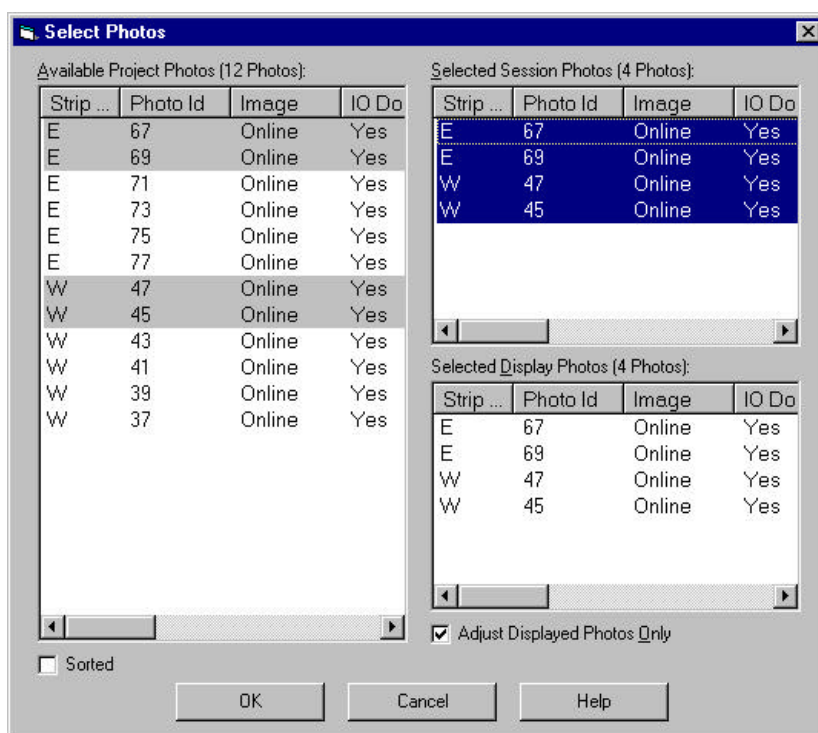 Select Photos
Available Project Photos (12 Photos):
Strip ... Photo Id Image IO Do
E 67 Online Yes
E 69 Online Yes
E 71 Online Yes
E 73 Online Yes
E 75 Online Yes
E 77 Online Yes
W 47 Online Yes
W 45 Online Yes
W 43 Online Yes
W 41 Online Yes
W 39 Online Yes
W 37 Online Yes
Sorted
Selected Session Photos (4 Photos):
Strip ... Photo Id Image IO Do
E 67 Online Yes
E 69 Online Yes
W 47 Online Yes
W 45 Online Yes
Selected Display Photos (4 Photos):
Strip ... Photo Id Image IO Do
E 67 Online Yes
E 69 Online Yes
W 47 Online Yes
W 45 Online Yes
Adjust Displayed Photos Only
OK Cancel Help